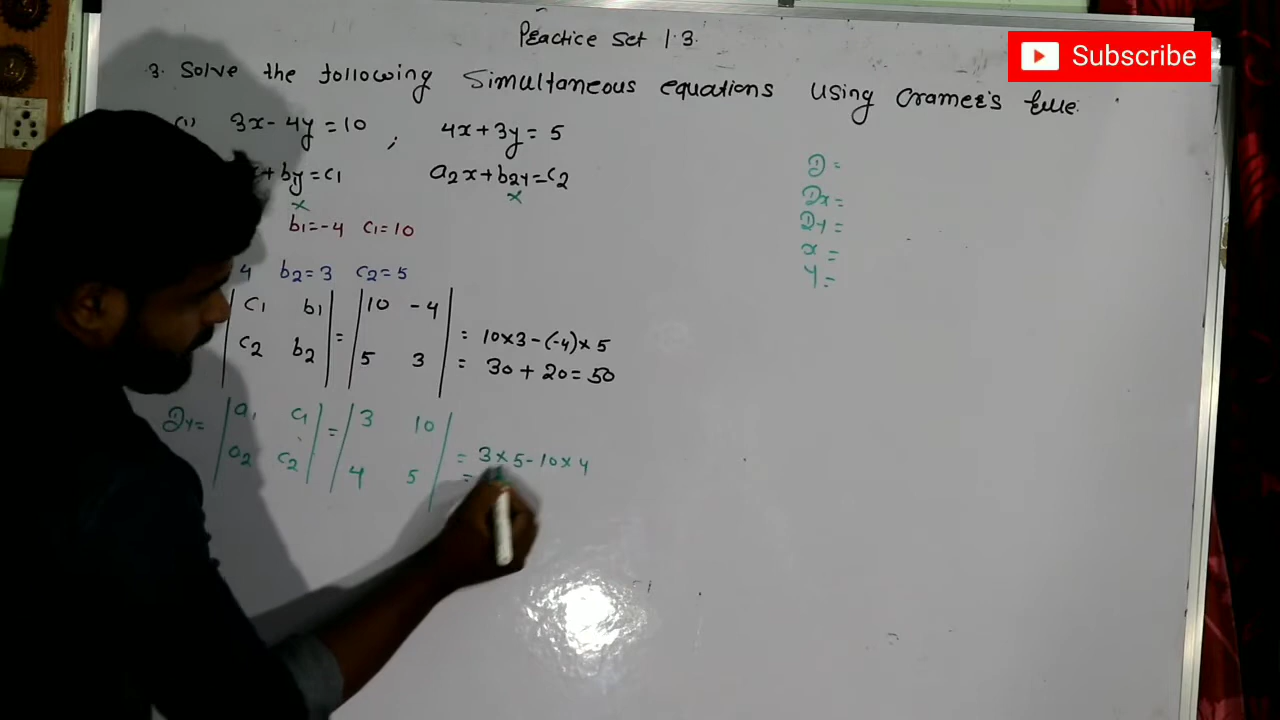 Practice Set 1.3.
Subscribe
3. Solve the following Simultaneous equations using Cramer's Rule.
(1) 3x - 4y = 10 , 4x + 3y = 5
+ by = c1 a2x + b2y = c2
x x
b1 = -4 c1 = 10
4 b2 = 3 c2 = 5
| c1 b1 | = | 10 -4 |
| c2 b2 | | 5 3 | = 10×3-(-4)×5
= 30 + 20 = 50
Dy = | a1 c1 | = | 3 10 |
| a2 c2 | | 4 5 | = 3×5-10×4
=
D =
Dx =
Dy =
x =
y =